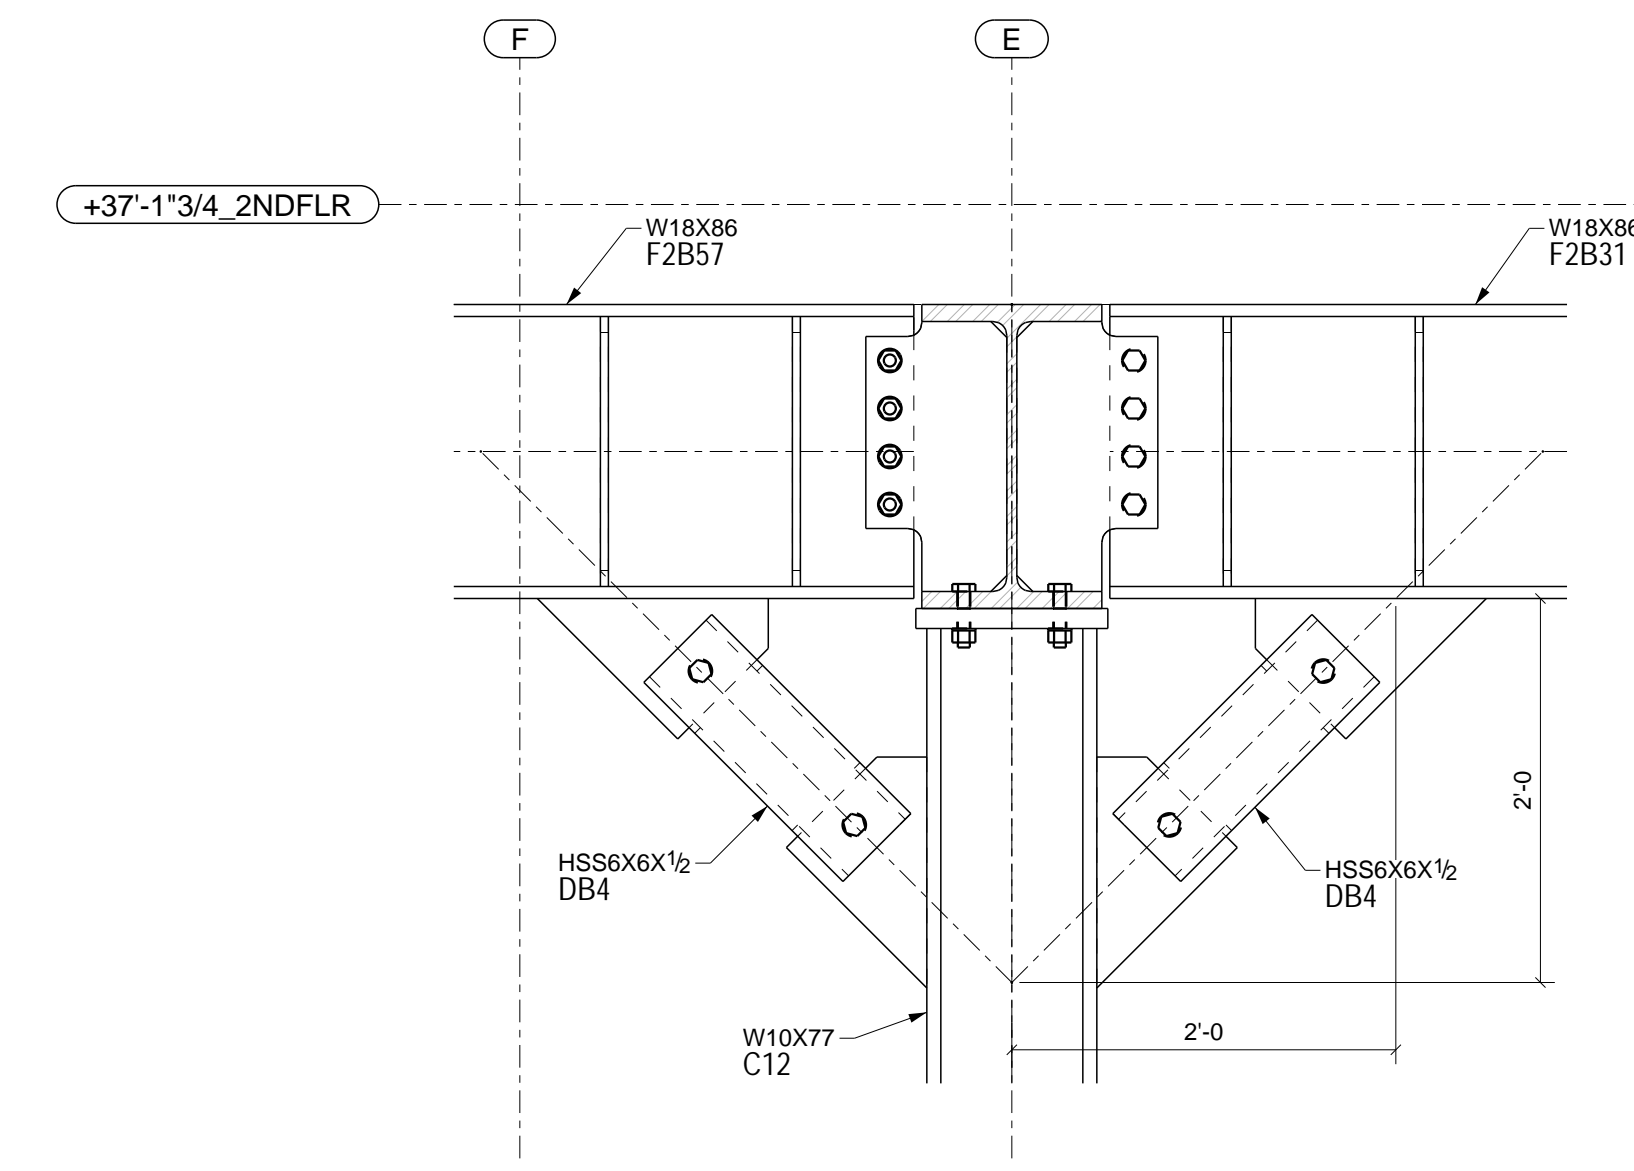 F
E
+37'-1"3/4_2NDFLR
W18X86
F2B57
W18X86
F2B31
2'-0
HSS6X6X1/2
DB4
HSS6X6X1/2
DB4
2'-0
W10X77
C12